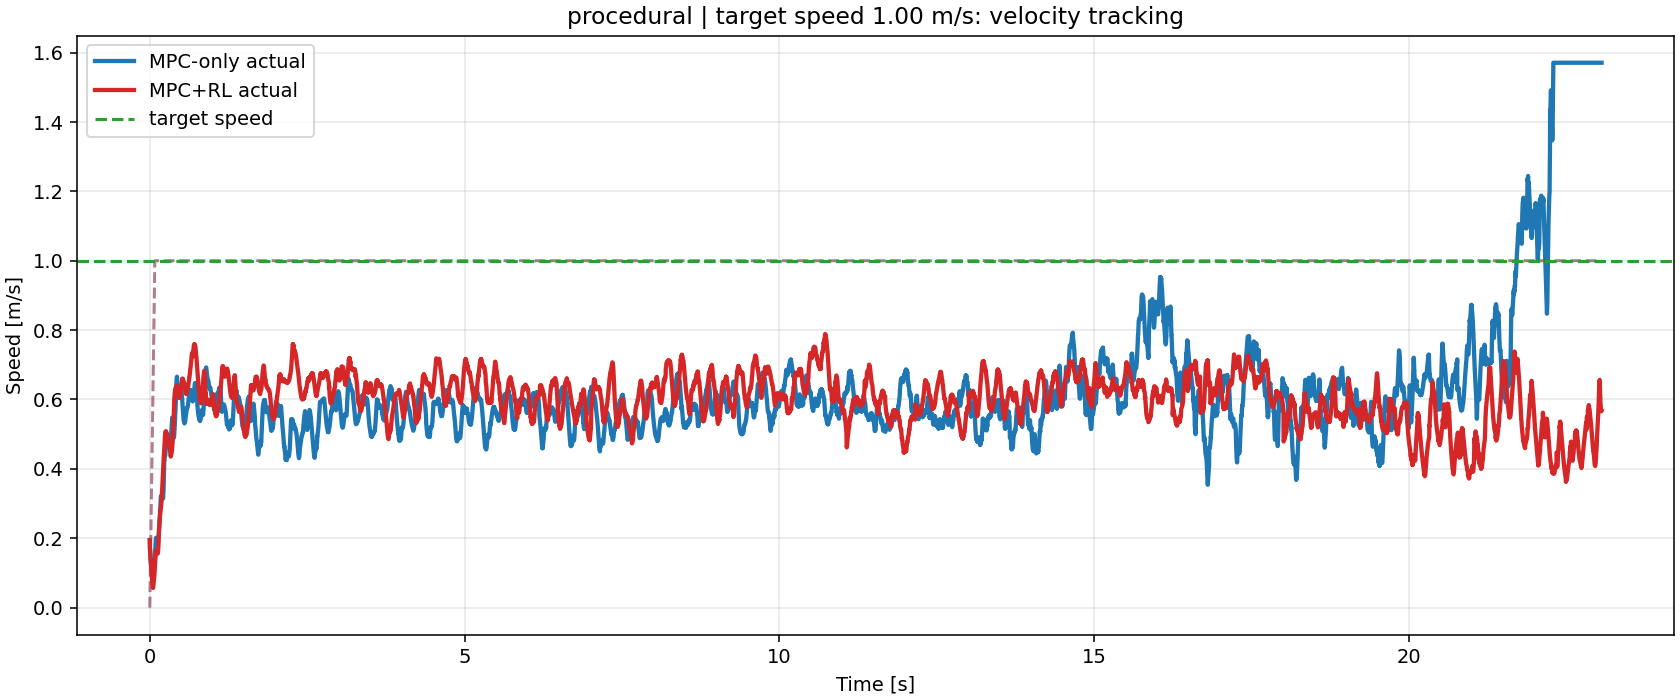 procedural | target speed 1.00 m/s: velocity tracking
MPC-only actual
MPC+RL actual
target speed
Speed [m/s]
1.6
1.4
1.2
1.0
0.8
0.6
0.4
0.2
0.0
0
5
10
15
20
Time [s]